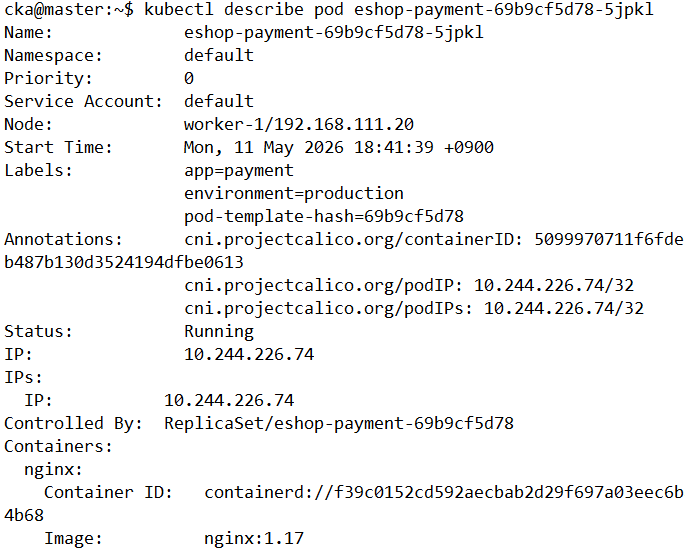 cka@master:~$ kubectl describe pod eshop-payment-69b9cf5d78-5jpkl
Name:             eshop-payment-69b9cf5d78-5jpkl
Namespace:        default
Priority:         0
Service Account:  default
Node:             worker-1/192.168.111.20
Start Time:       Mon, 11 May 2026 18:41:39 +0900
Labels:           app=payment
                  environment=production
                  pod-template-hash=69b9cf5d78
Annotations:      cni.projectcalico.org/containerID: 5099970711f6fde
b487b130d3524194dfbe0613
                  cni.projectcalico.org/podIP: 10.244.226.74/32
                  cni.projectcalico.org/podIPs: 10.244.226.74/32
Status:           Running
IP:               10.244.226.74
IPs:
  IP:           10.244.226.74
Controlled By:  ReplicaSet/eshop-payment-69b9cf5d78
Containers:
  nginx:
    Container ID:   containerd://f39c0152cd592aecbab2d29f697a03eec6b
4b68
    Image:          nginx:1.17